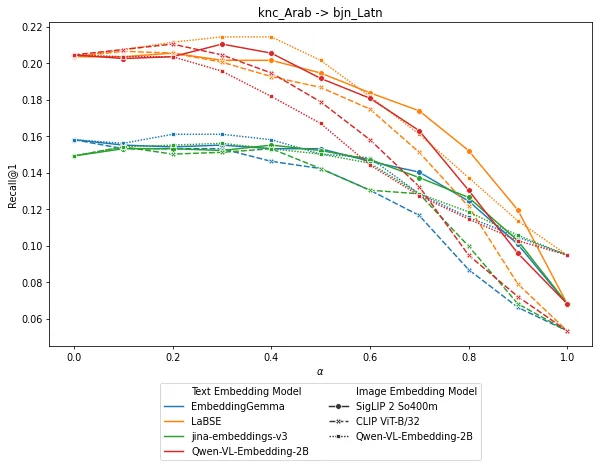 knc_Arab -> bjn_Latn
0.22
0.20
0.18
0.16
0.14
0.12
0.10
0.08
0.06
Recall@1
0.0 0.2 0.4 0.6 0.8 1.0
α
Text Embedding Model
EmbeddingGemma
LaBSE
jina-embeddings-v3
Qwen-VL-Embedding-2B
Image Embedding Model
SigLIP 2 So400m
CLIP ViT-B/32
Qwen-VL-Embedding-2B